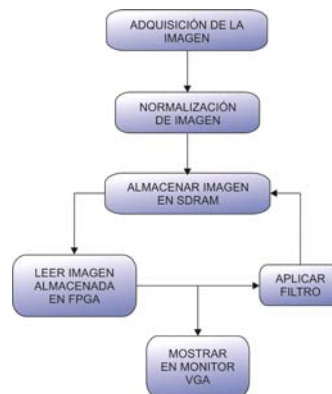 ADQUISICIÓN DE LA
IMAGEN
NORMALIZACIÓN
DE IMAGEN
ALMACENAR IMAGEN
EN SDRAM
LEER IMAGEN
ALMACENADA
EN FPGA
APLICAR
FILTRO
MOSTRAR
EN MONITOR
VGA